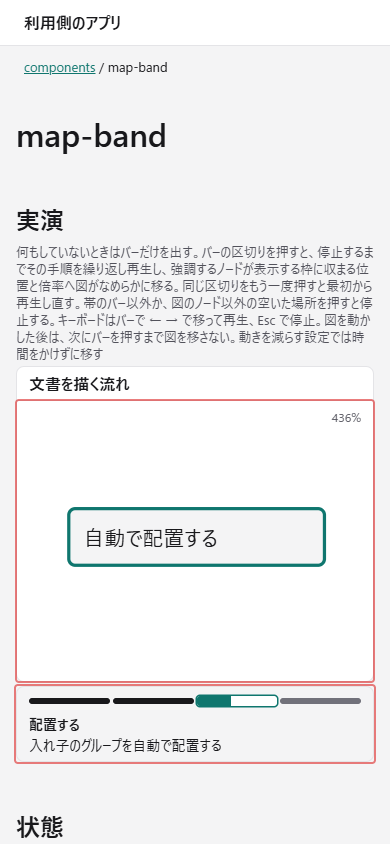 利用側のアプリ
components / map-band
map-band
実演
何もしていないときはバーだけを出す。バーの区切りを押すと、停止するま
でその手順を繰り返し再生し、強調するノードが表示する枠に収まる位
置と倍率へ図がなめらかに移る。同じ区切りをもう一度押すと最初から
再生し直す。帯のバー以外か、図のノード以外の空いた場所を押すと停
止する。キーボードはバーで ← → で移って再生、Esc で停止。図を動か
した後は、次にバーを押すまで図を移さない。動きを減らす設定では時
間をかけずに移す
文書を描く流れ
436%
自動で配置する
配置する
入れ子のグループを自動で配置する
状態